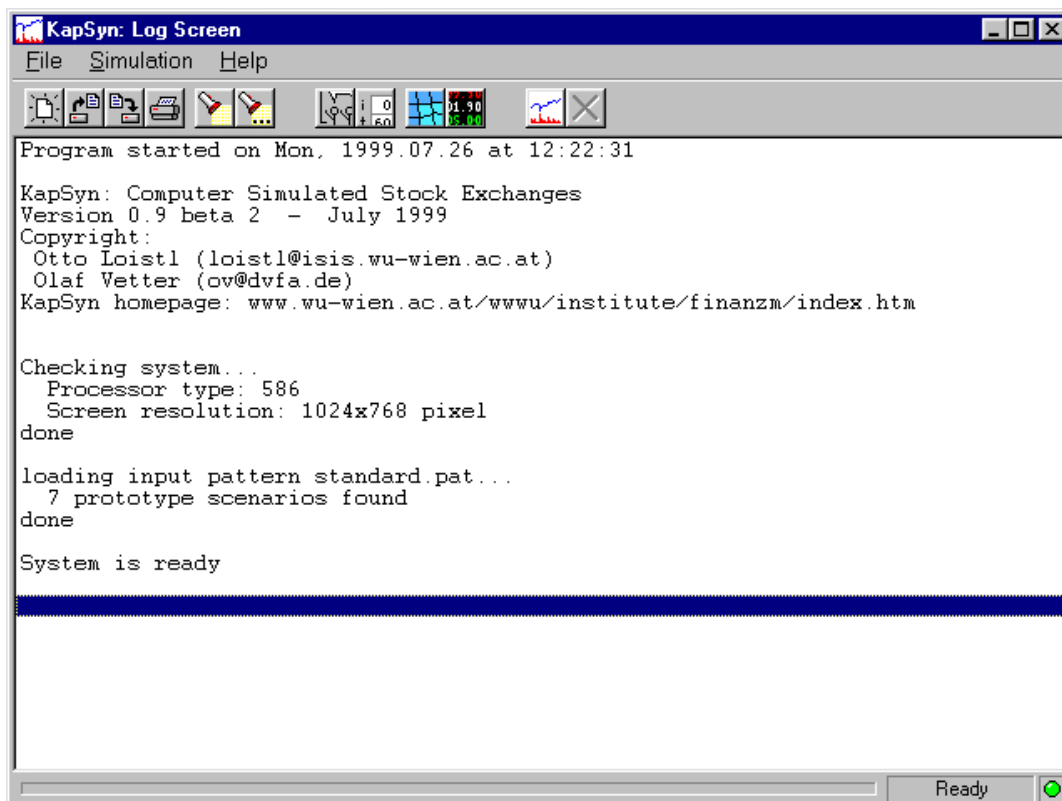 KapSyn: Log Screen
File Simulation Help
Program started on Mon, 1999.07.26 at 12:22:31
KapSyn: Computer Simulated Stock Exchanges
Version 0.9 beta 2 - July 1999
Copyright:
Otto Loistl (loistl@isis.wu-wien.ac.at)
Olaf Vetter (ov@dvfa.de)
KapSyn homepage: www.wu-wien.ac.at/wwwu/institute/finanzm/index.htm
Checking system...
Processor type: 586
Screen resolution: 1024x768 pixel
done
loading input pattern standard.pat...
7 prototype scenarios found
done
System is ready
Ready